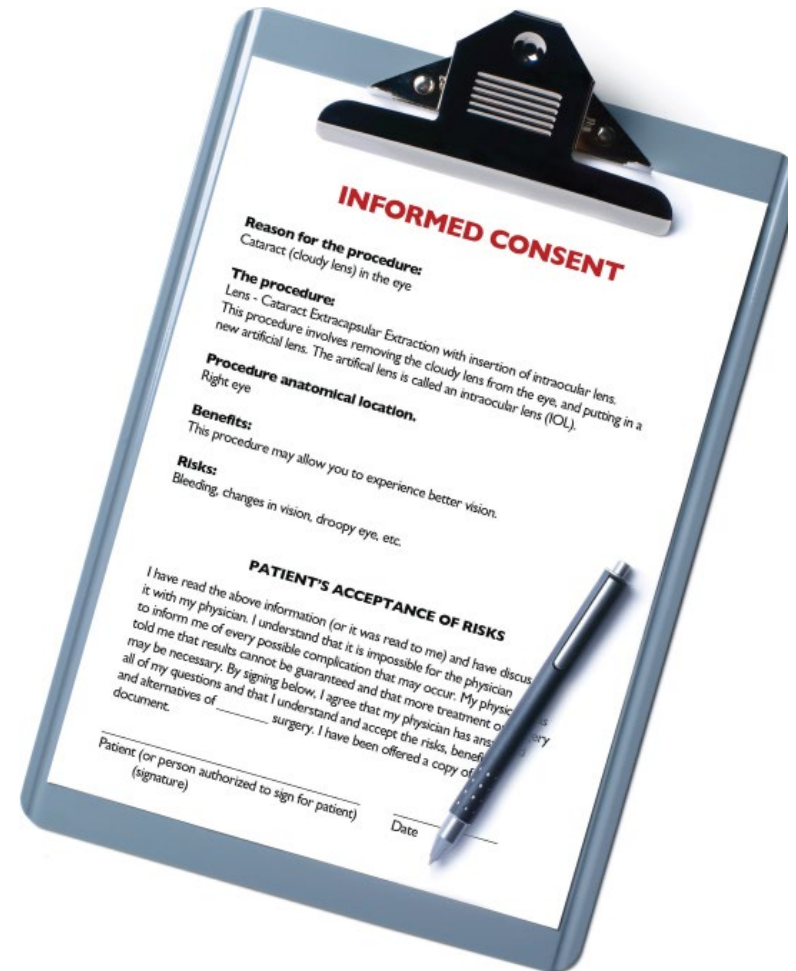 INFORMED CONSENT
Reason for the procedure:
Cataract (cloudy lens) in the eye
The procedure:
Lens - Cataract Extracapsular Extraction with insertion of intraocular lens.
This procedure involves removing the cloudy lens from the eye, and putting in a
new artificial lens. The artifical lens is called an intraocular lens (IOL).
Procedure anatomical location.
Right eye
Benefits:
This procedure may allow you to experience better vision.
Risks:
Bleeding, changes in vision, droopy eye, etc.
PATIENT'S ACCEPTANCE OF RISKS
I have read the above information (or it was read to me) and have discus
it with my physician. I understand that it is impossible for the physician
to inform me of every possible complication that may occur. My physic
told me that results cannot be guaranteed and that more treatment o
may be necessary. By signing below, I agree that my physician has ans
all of my questions and that I understand and accept the risks, benef
and alternatives of ________ surgery. I have been offered a copy of
document.
Patient (or person authorized to sign for patient)
(signature)
Date